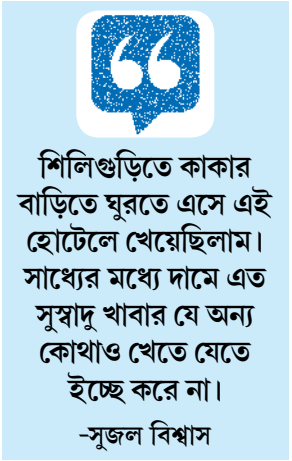 শিলিগুড়িতে কাকার
বাড়িতে ঘুরতে এসে এই
হোটেলে খেয়েছিলাম।
সাধ্যের মধ্যে দামে এত
সুস্বাদু খাবার যে অন্য
কোথাও খেতে যেতে
ইচ্ছে করে না।
-সুজল বিশ্বাস